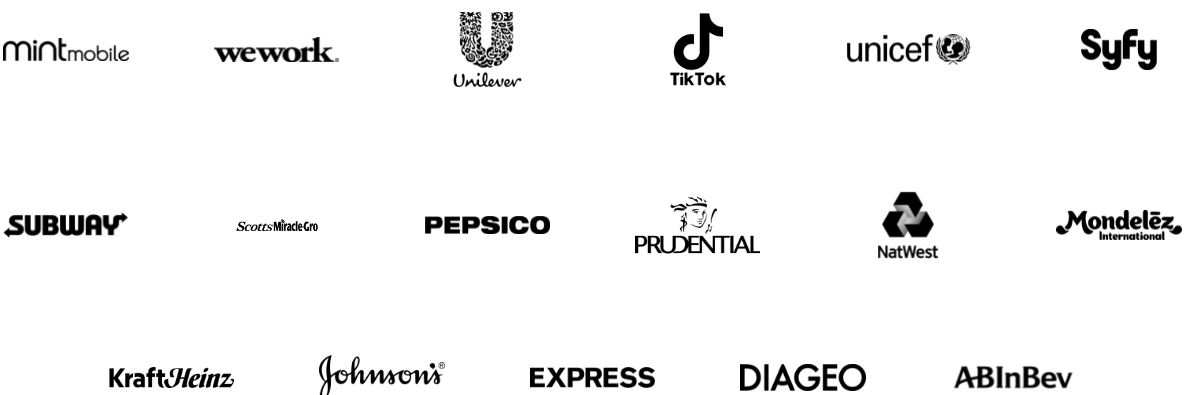 mintmobile
wework®
Unilever
TikTok
unicef
SyFy
SUBWAY
ScottsMiracle-Gro
PEPSICO
PRUDENTIAL
NatWest
Mondelēz
International
KraftHeinz
Johnson's®
EXPRESS
DIAGEO
ABInBev